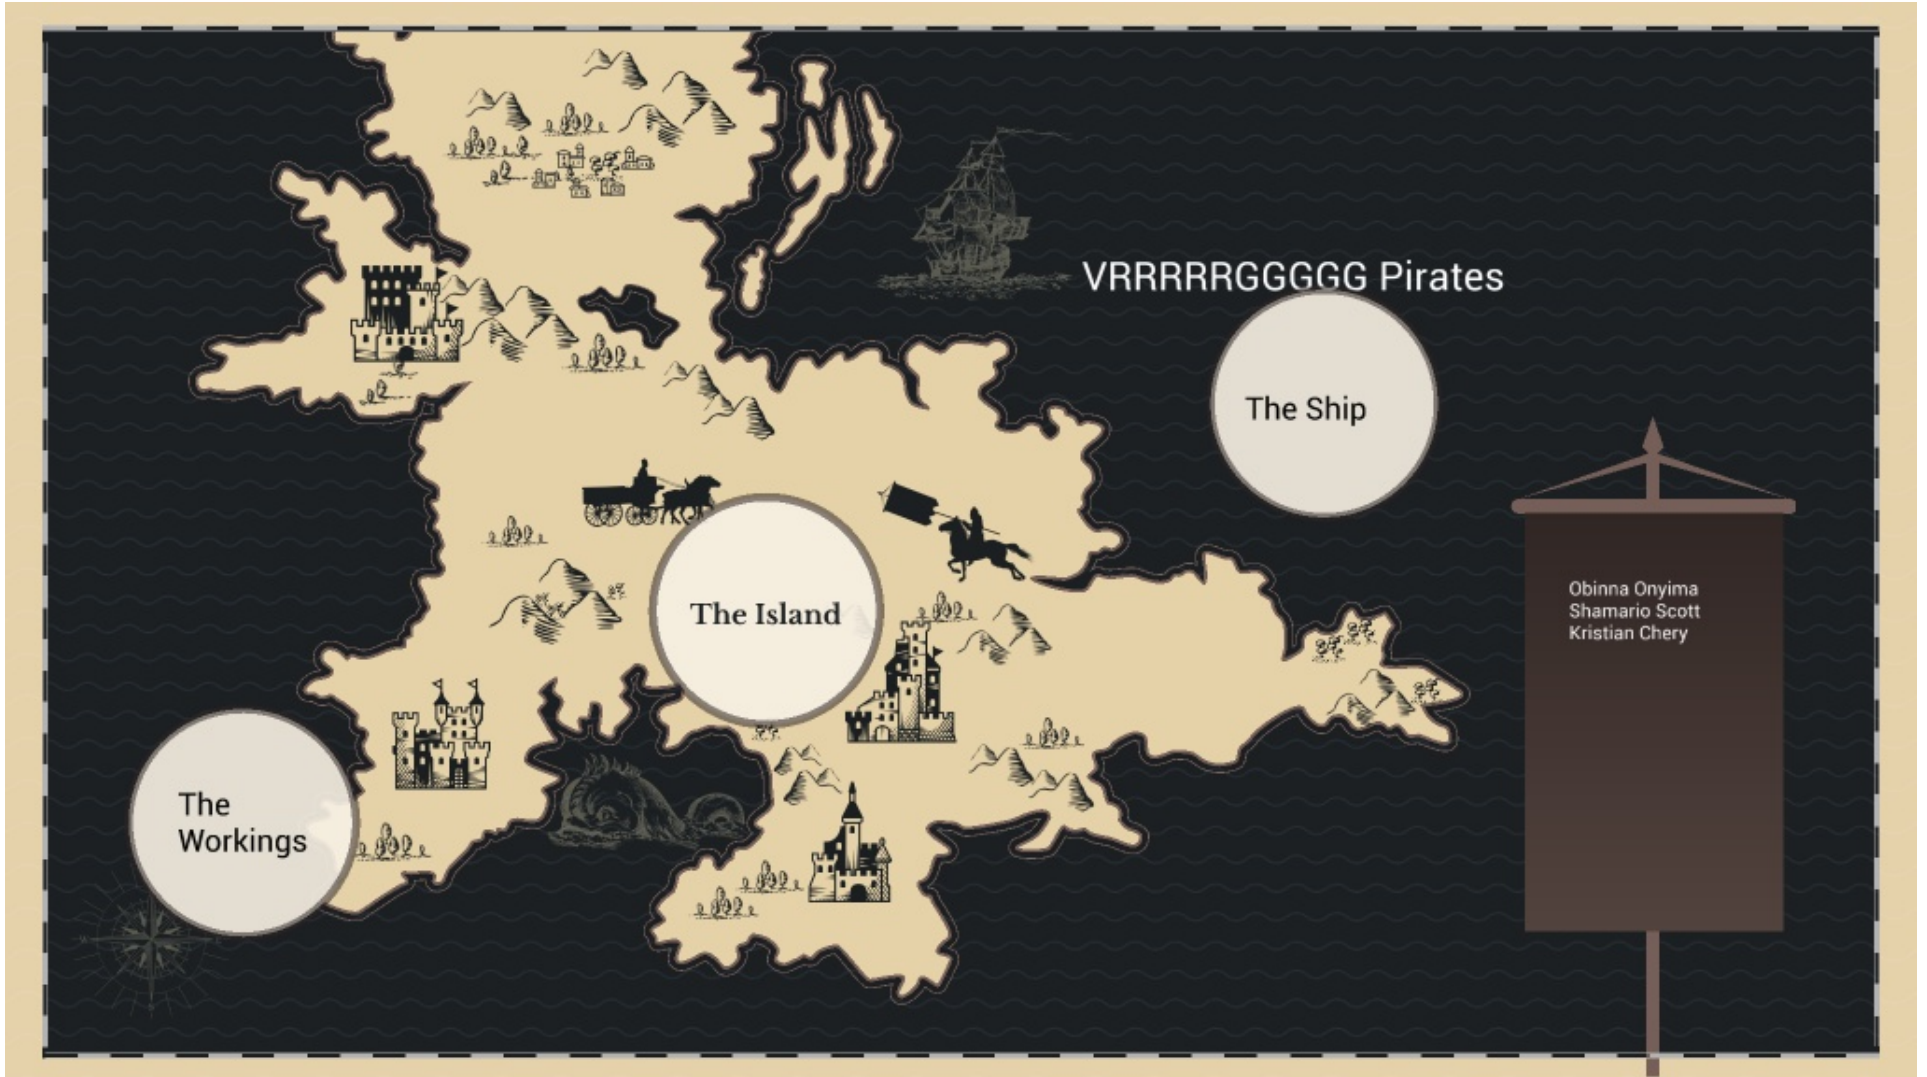 VRRRRRGGGGG Pirates
The Ship
The Island
The
Workings
Obinna Onyima
Shamario Scott
Kristian Chery